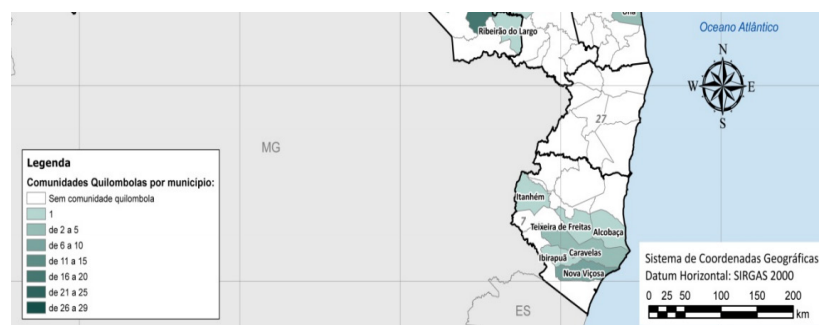 Una
Ribeirão do Largo
Oceano Atlântico
N
W E
S
27
MG
Legenda
Comunidades Quilombolas por município:
Sem comunidade quilombola
1
de 2 a 5
de 6 a 10
de 11 a 15
de 16 a 20
de 21 a 25
de 26 a 29
Itanhém
7
Teixeira de Freitas
Alcobaça
Caravelas
Ibirapuã
Nova Viçosa
ES
Sistema de Coordenadas Geográficas
Datum Horizontal: SIRGAS 2000
0 25 50 100 150 200
km